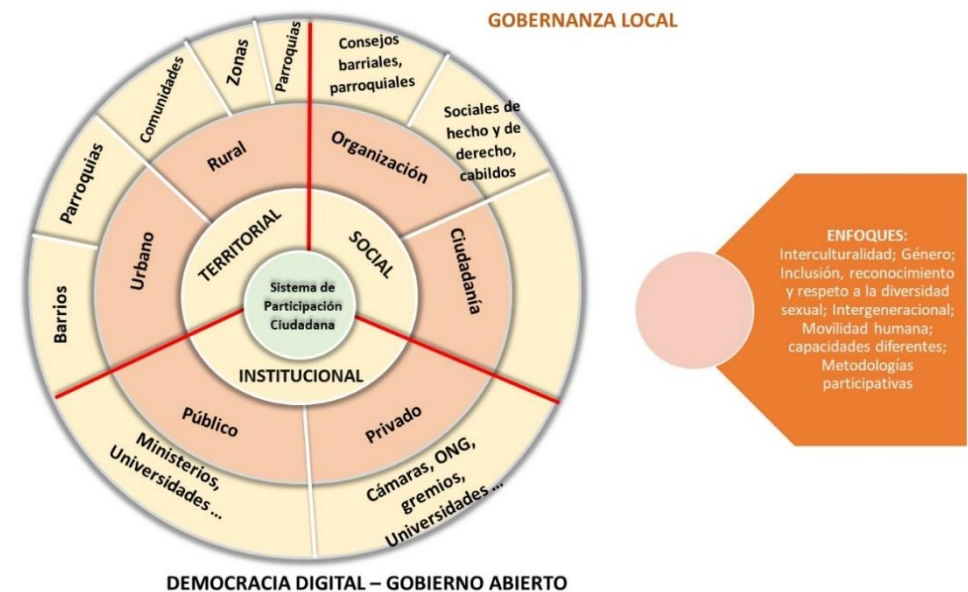 GOBERNANZA LOCAL
Parroquias
Zonas
Comunidades
Parroquias
Barrios
Consejos
barriales,
parroquiales
Sociales de
hecho y de
derecho,
cabildos
Rural
Urbano
Organización
Ciudadanía
TERRITORIAL
SOCIAL
Sistema de
Participación
Ciudadana
INSTITUCIONAL
Público
Privado
Ministerios,
Universidades ...
Cámaras, ONG,
gremios,
Universidades ...
DEMOCRACIA DIGITAL – GOBIERNO ABIERTO
ENFOQUES:
Interculturalidad; Género;
Inclusión, reconocimiento
y respeto a la diversidad
sexual; Intergeneracional;
Movilidad humana;
capacidades diferentes;
Metodologías
participativas